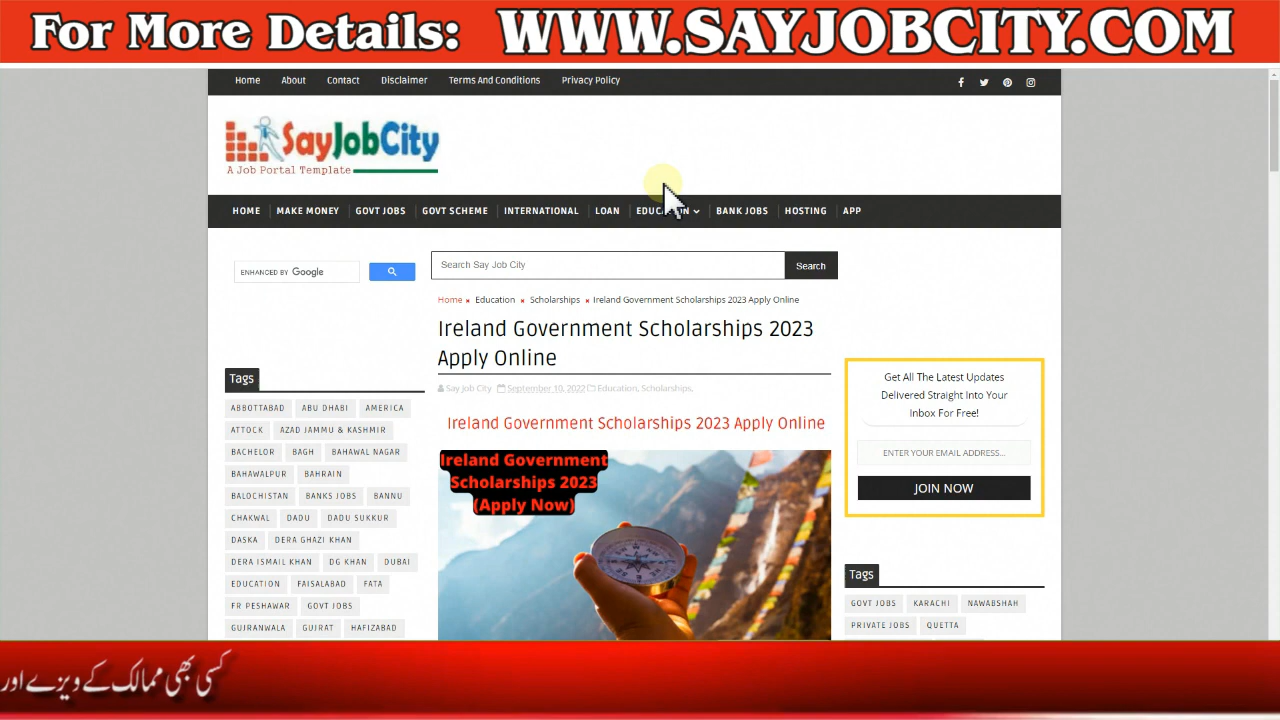 For More Details: WWW.SAYJOBCITY.COM
Home About Contact Disclaimer Terms And Conditions Privacy Policy
SayJobCity
A Job Portal Template
HOME MAKE MONEY GOVT JOBS GOVT SCHEME INTERNATIONAL LOAN BANK JOBS HOSTING APP
ENHANCED BY Google
Search Say Job City Search
Home Education Scholarships Ireland Government Scholarships 2023 Apply Online
Ireland Government Scholarships 2023
Apply Online
Say Job City September 10, 2022 Education, Scholarships,
Ireland Government Scholarships 2023 Apply Online
Ireland Government
Scholarships 2023
(Apply Now)
Tags
ABBOTTABAD ABU DHABI AMERICA
ATTOCK AZAD JAMMU & KASHMIR
BACHELOR BAGH BAHAWAL NAGAR
BAHAWALPUR BAHRAIN
BALOCHISTAN BANKS JOBS BANNU
CHAKWAL DADU DADU SUKKUR
DASKA DERA GHAZI KHAN
DERA ISMAIL KHAN DG KHAN DUBAI
EDUCATION FAISALABAD FATA
FR PESHAWAR GOVT JOBS
GUJRANWALA GUJRAT HAFIZABAD
Get All The Latest Updates
Delivered Straight Into Your
Inbox For Free!
ENTER YOUR EMAIL ADDRESS...
JOIN NOW
Tags
GOVT JOBS KARACHI NAWABSHAH
PRIVATE JOBS QUETTA
کسی بھی ممالک کے ویزے اور